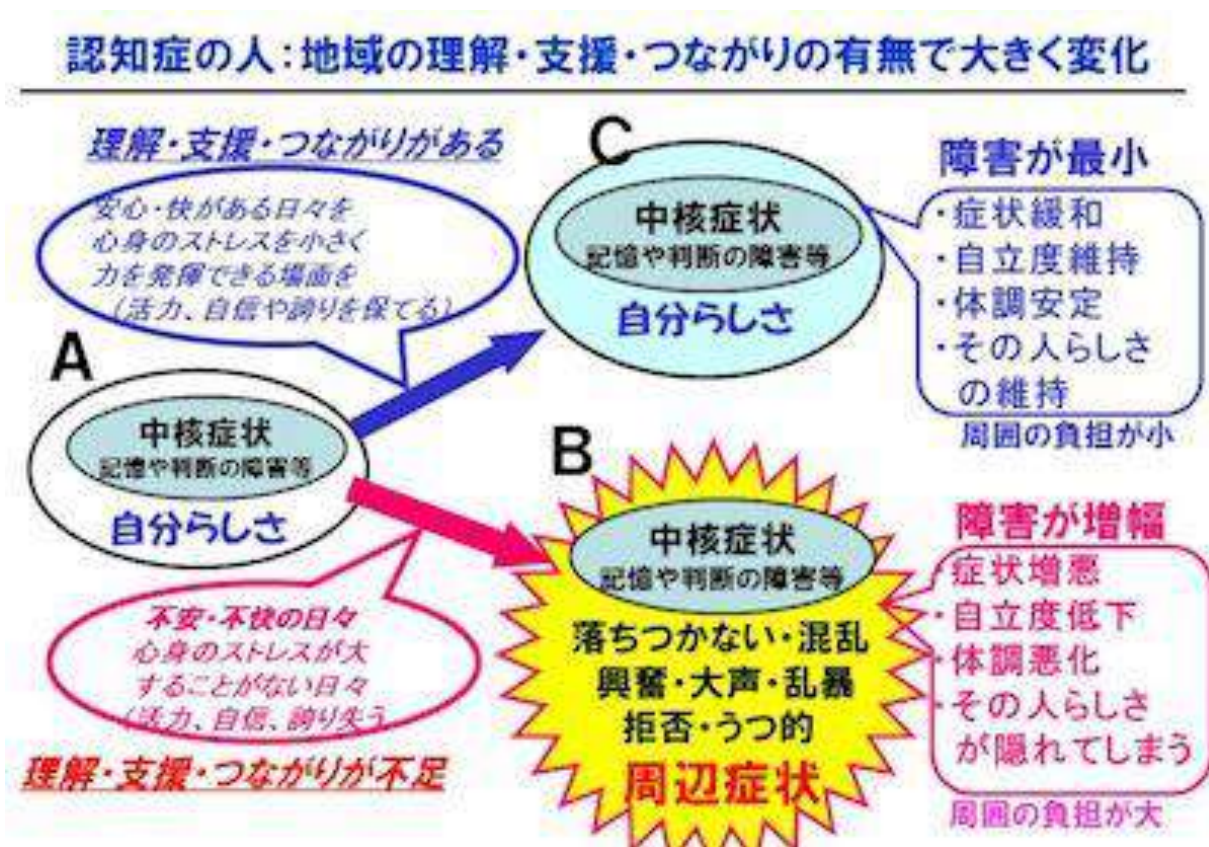 認知症の人:地域の理解・支援・つながりの有無で大きく変化
理解・支援・つながりがある
安心・快がある日々を
心身のストレスを小さく
力を発揮できる場面を
(活力、自信や誇りを保てる)
A
中核症状
記憶や判断の障害等
自分らしさ
C
中核症状
記憶や判断の障害等
自分らしさ
障害が最小
・症状緩和
・自立度維持
・体調安定
・その人らしさ
の維持
周囲の負担が小
不安・不快の日々
心身のストレスが大
することがない日々
(活力、自信、誇り失う
理解・支援・つながりが不足
B
中核症状
記憶や判断の障害等
落ちつかない・混乱
興奮・大声・乱暴
拒否・うつ的
周辺症状
障害が増幅
・症状増悪
・自立度低下
・体調悪化
・その人らしさ
が隠れてしまう
周囲の負担が大